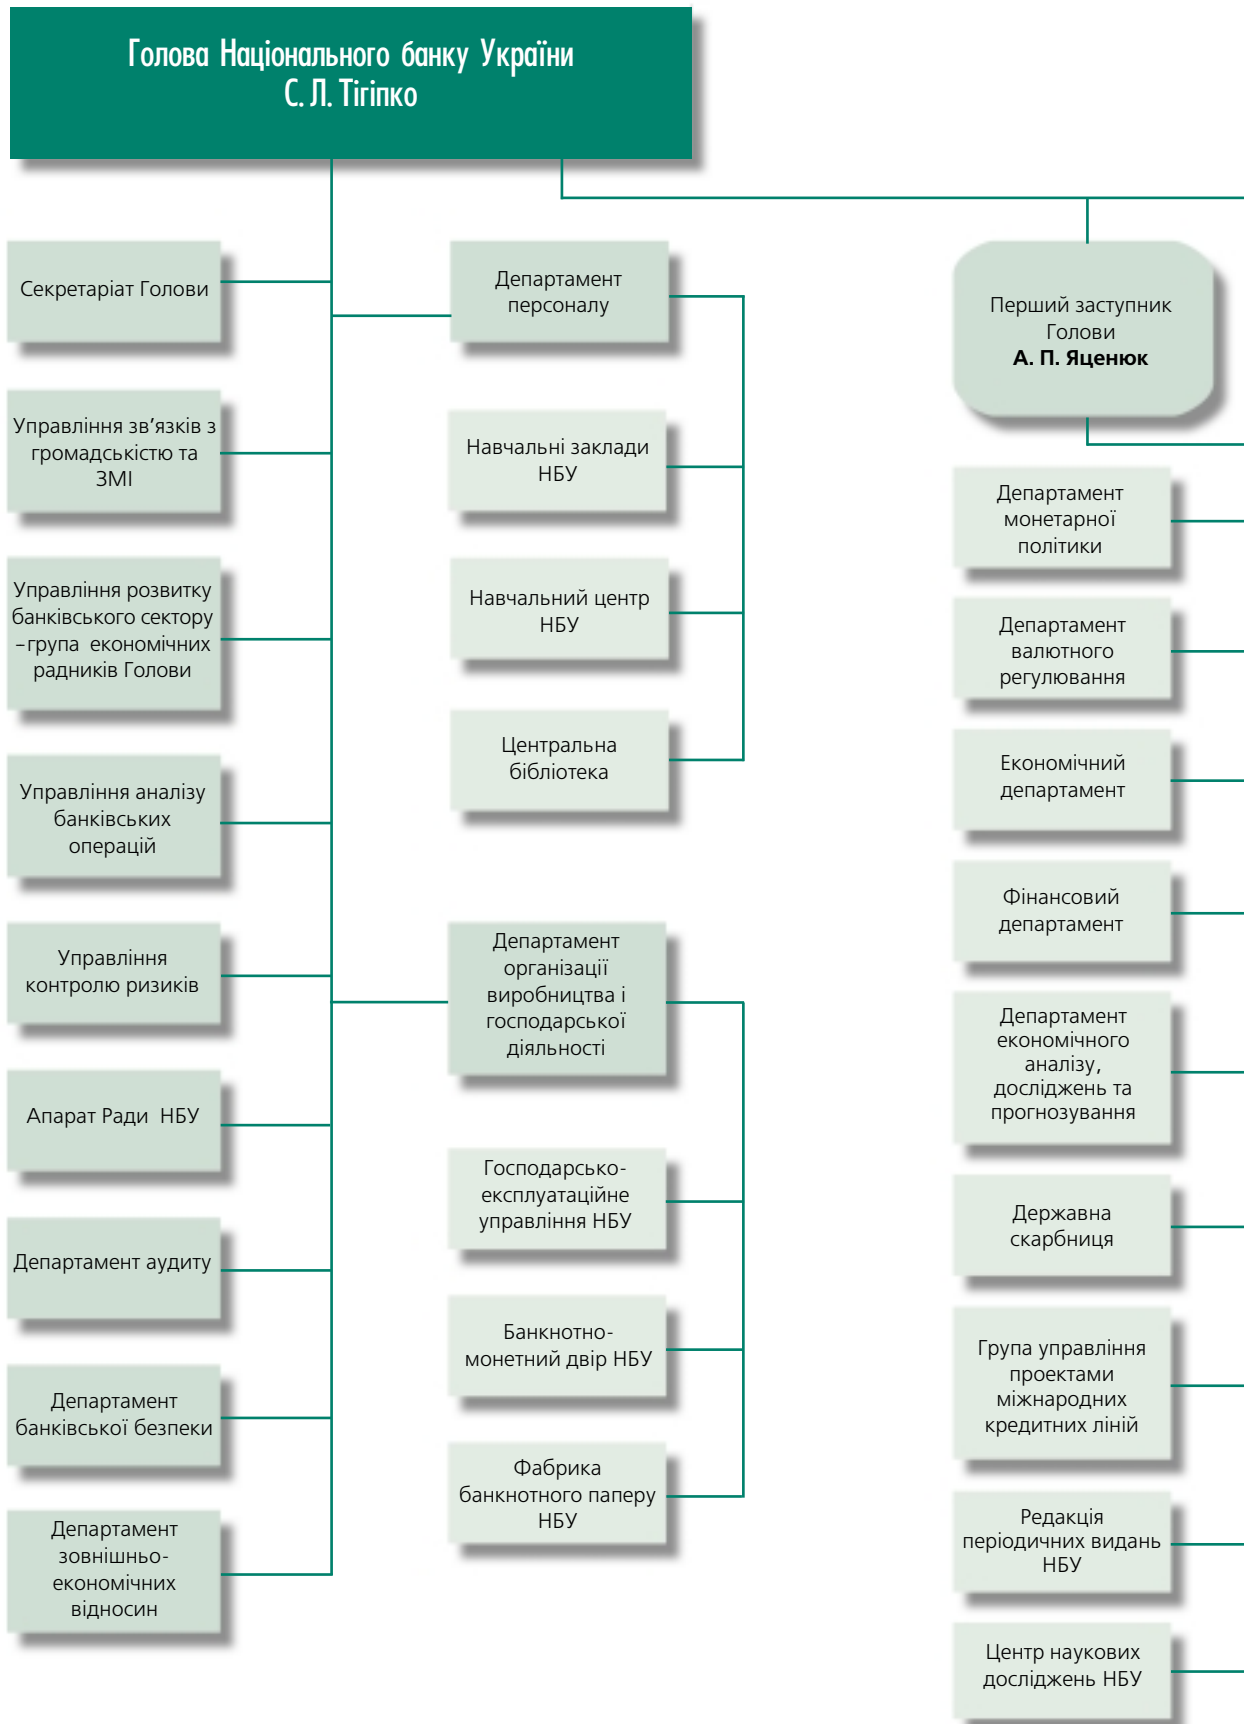 Голова Національного банку України
С. Л. Тігіпко
Секретаріат Голови
Управління зв’язків з
громадськістю та
ЗМІ
Управління розвитку
банківського сектору
–група економічних
радників Голови
Управління аналізу
банківських
операцій
Управління
контролю ризиків
Апарат Ради НБУ
Департамент аудиту
Департамент
банківської безпеки
Департамент
зовнішньо-
економічних
відносин
Департамент
персоналу
Навчальні заклади
НБУ
Навчальний центр
НБУ
Центральна
бібліотека
Департамент
організації
виробництва і
господарської
діяльності
Господарсько-
експлуатаційне
управління НБУ
Банкнотно-
монетний двір НБУ
Фабрика
банкнотного паперу
НБУ
Перший заступник
Голови
А. П. Яценюк
Департамент
монетарної
політики
Департамент
валютного
регулювання
Економічний
департамент
Фінансовий
департамент
Департамент
економічного
аналізу,
досліджень та
прогнозування
Державна
скарбниця
Група управління
проектами
міжнародних
кредитних ліній
Редакція
періодичних видань
НБУ
Центр наукових
досліджень НБУ